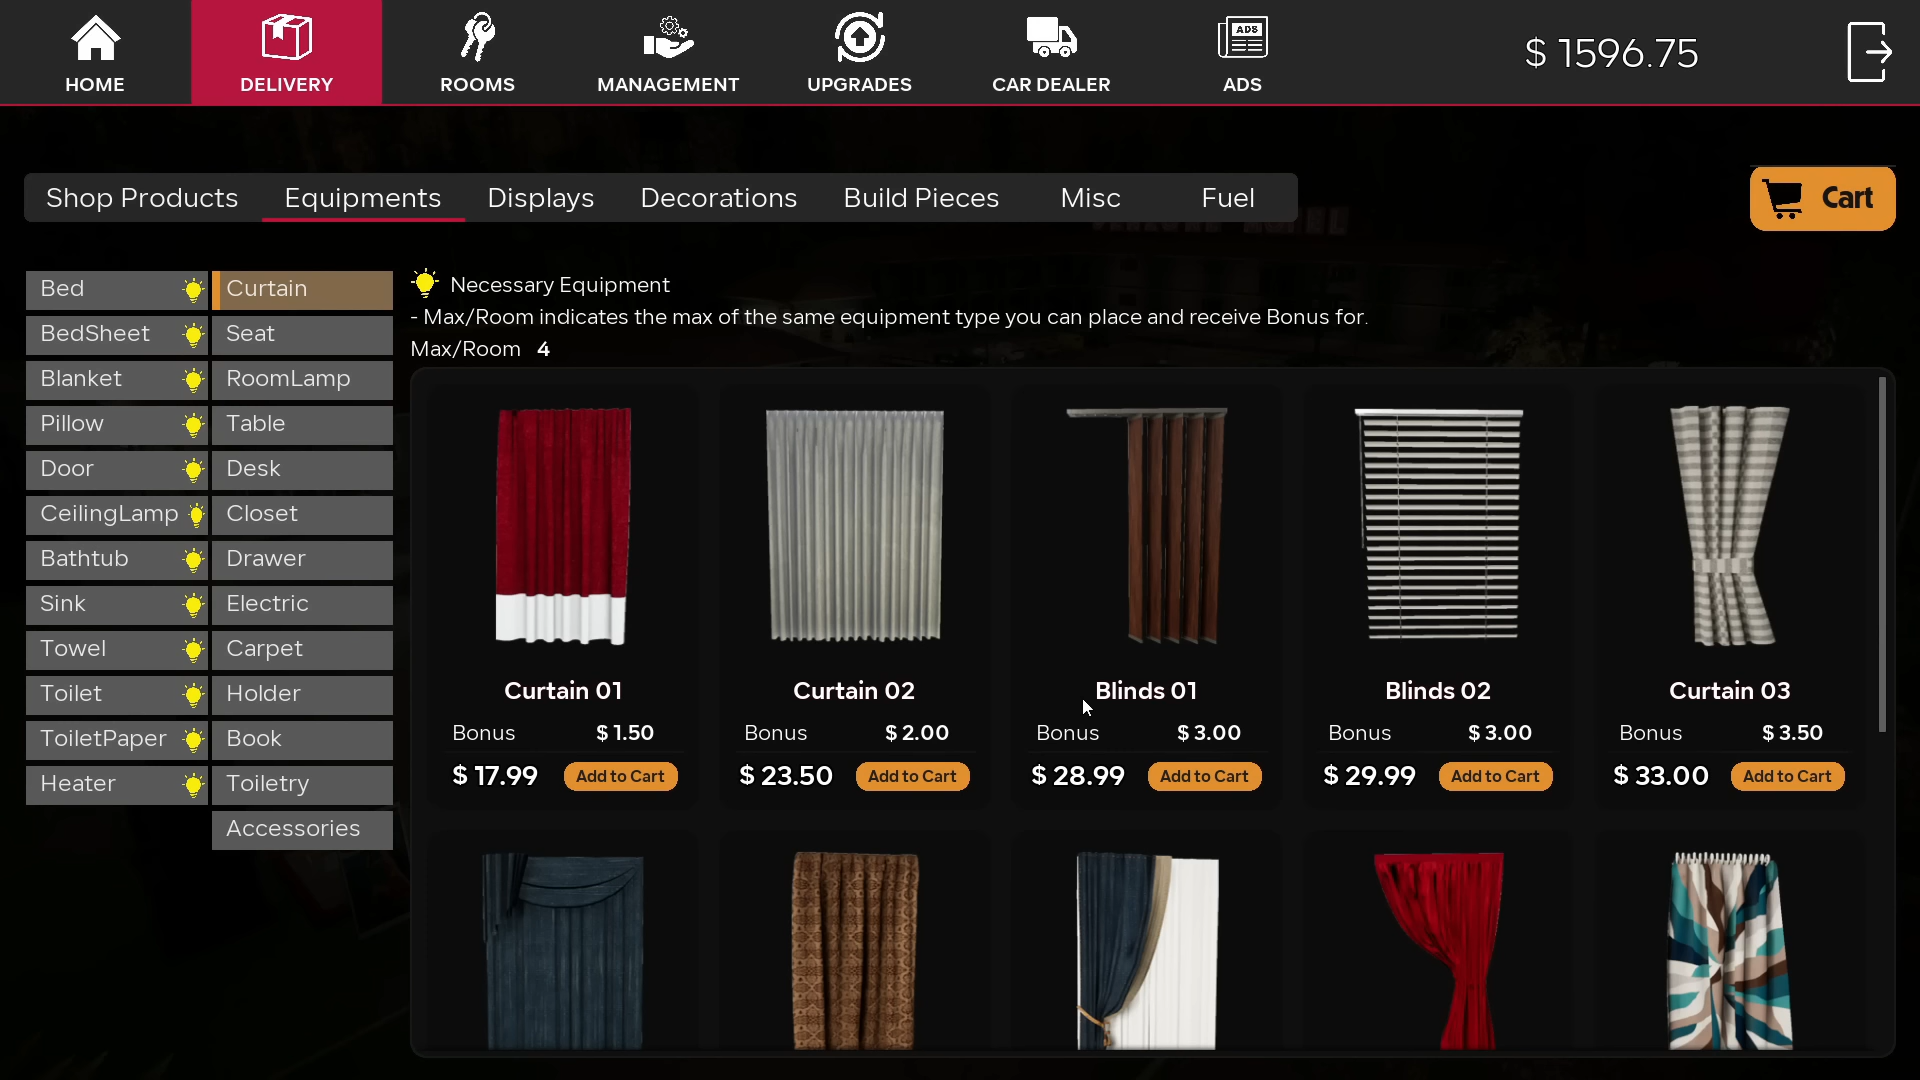 HOME
DELIVERY
ROOMS
MANAGEMENT
UPGRADES
CAR DEALER
ADS
ADS
$ 1596.75
Shop Products
Equipments
Displays
Decorations
Build Pieces
Misc
Fuel
Cart
Bed
BedSheet
Blanket
Pillow
Door
CeilingLamp
Bathtub
Sink
Towel
Toilet
ToiletPaper
Heater
Curtain
Seat
RoomLamp
Table
Desk
Closet
Drawer
Electric
Carpet
Holder
Book
Toiletry
Accessories
Necessary Equipment
- Max/Room indicates the max of the same equipment type you can place and receive Bonus for.
Max/Room 4
Curtain 01
Bonus $ 1.50
$ 17.99 Add to Cart
Curtain 02
Bonus $ 2.00
$ 23.50 Add to Cart
Blinds 01
Bonus $ 3.00
$ 28.99 Add to Cart
Blinds 02
Bonus $ 3.00
$ 29.99 Add to Cart
Curtain 03
Bonus $ 3.50
$ 33.00 Add to Cart